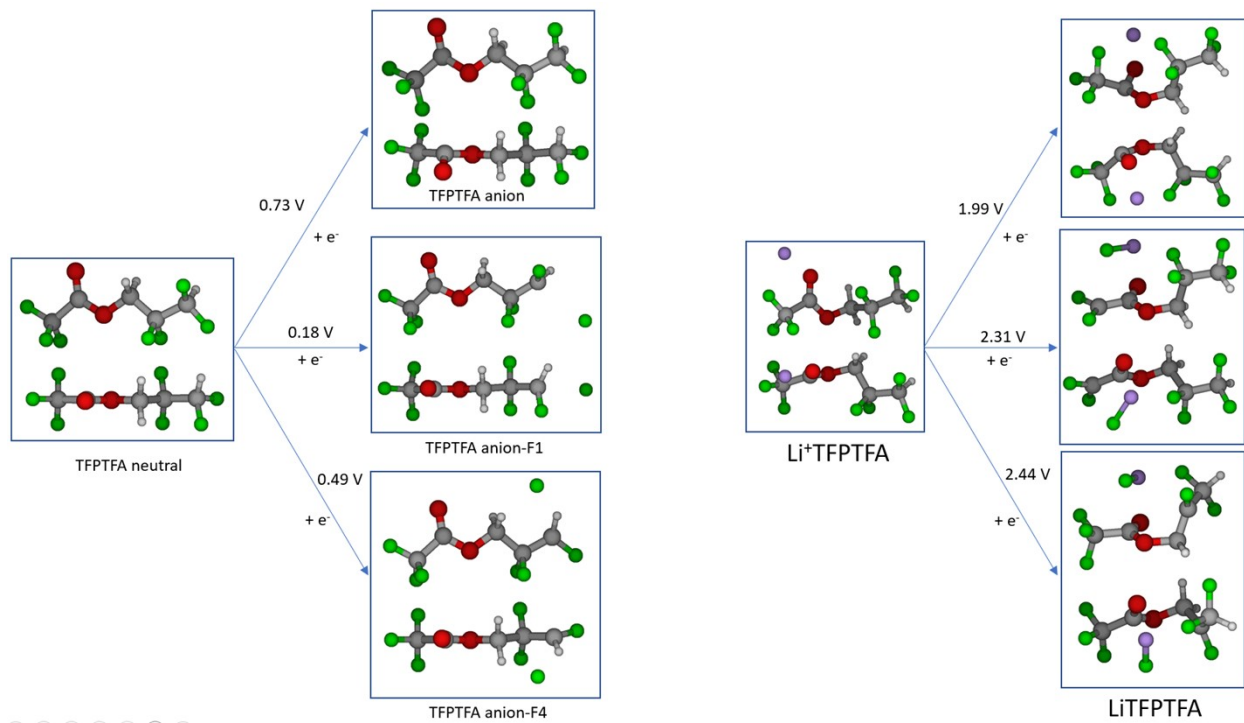 TFPTFA anion
0.73 V
+ e-
TFPTFA neutral
0.18 V
+ e-
TFPTFA anion-F1
0.49 V
+ e-
TFPTFA anion-F4
1.99 V
+ e-
Li+TFPTFA
2.31 V
+ e-
2.44 V
+ e-
LiTFPTFA